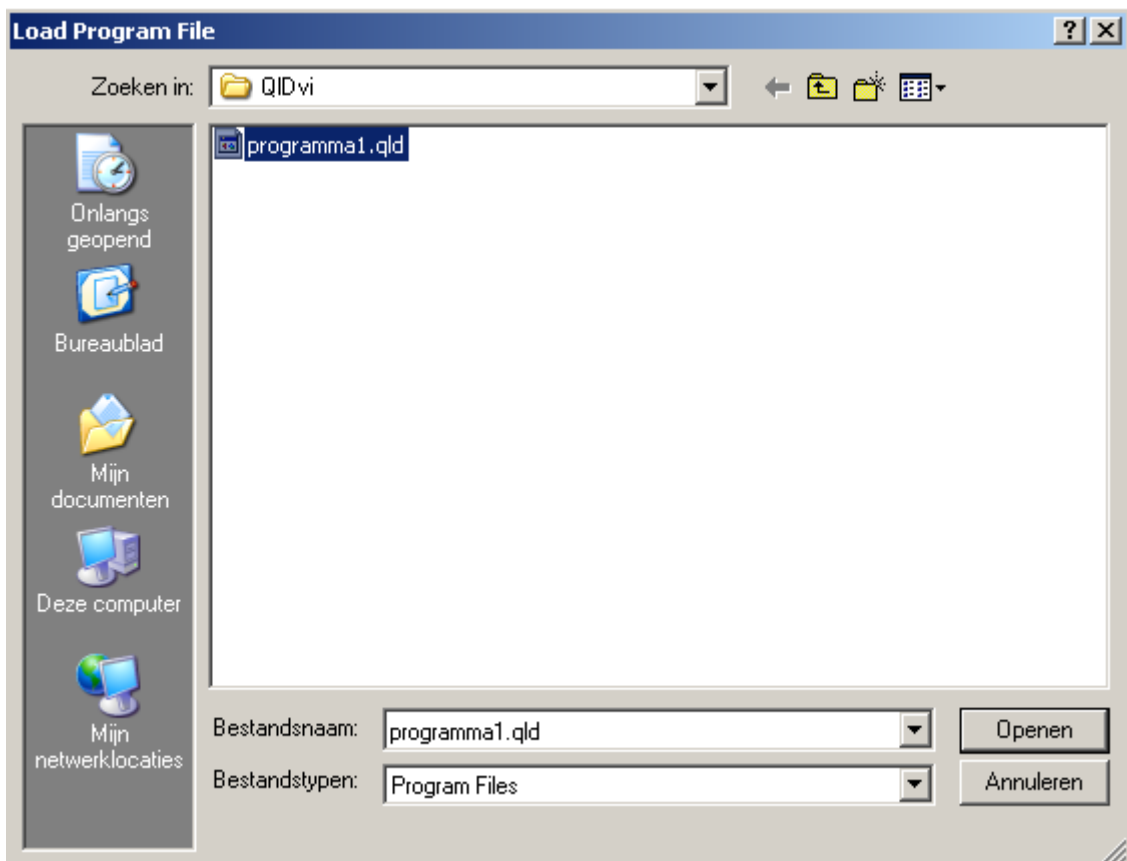 Load Program File
Zoeken in:
QIDvi
programma1.qld
Onlangs
geopend
Bureaublad
Mijn
documenten
Deze computer
Mijn
netwerklocaties
Bestandsnaam:
programma1.qld
Openen
Bestandstypen:
Program Files
Annuleren